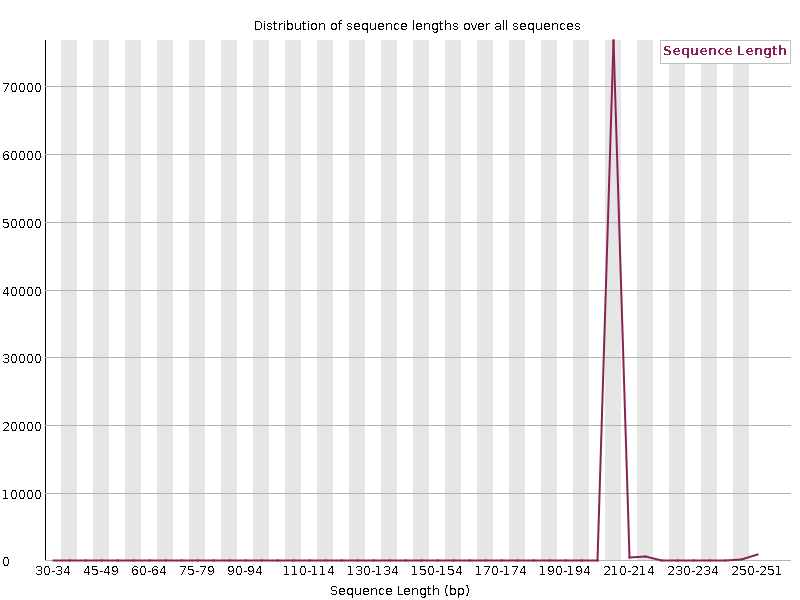 Distribution of sequence lengths over all sequences
Sequence Length
70000
60000
50000
40000
30000
20000
10000
0
30-34 45-49 60-64 75-79 90-94 110-114 130-134 150-154 170-174 190-194 210-214 230-234 250-251
Sequence Length (bp)